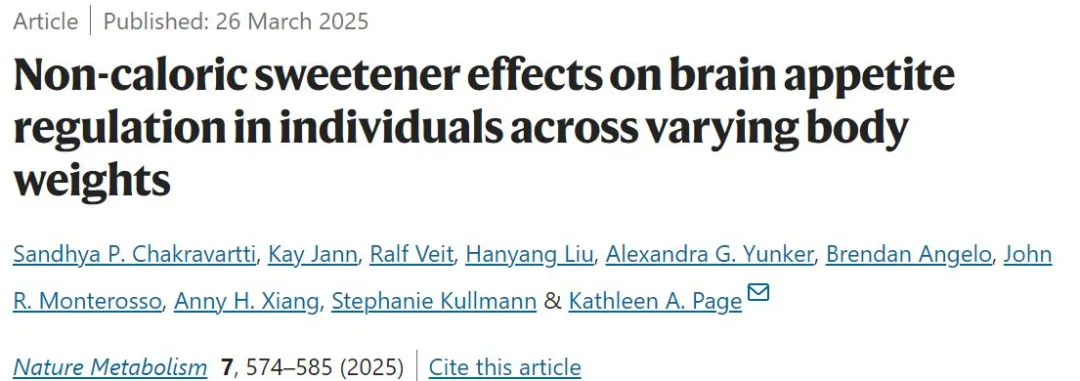 Article | Published: 26 March 2025
Non-caloric sweetener effects on brain appetite
regulation in individuals across varying body
weights
Sandhya P. Chakravartti, Kay Jann, Ralf Veit, Hanyang Liu, Alexandra G. Yunker, Brendan Angelo, John
R. Monterosso, Anny H. Xiang, Stephanie Kullmann & Kathleen A. Page
Nature Metabolism 7, 574–585 (2025) | Cite this article